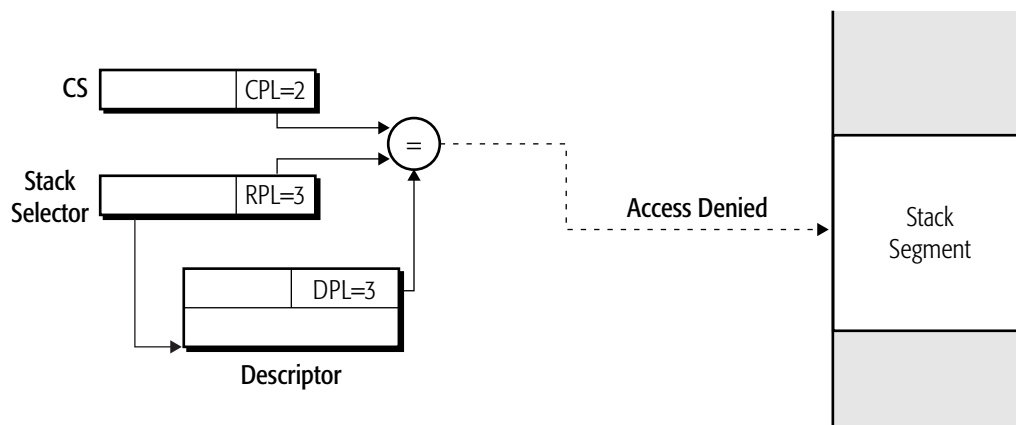 CS
CPL=2
=
Stack
Selector
RPL=3
Access Denied
Stack
Segment
DPL=3
Descriptor